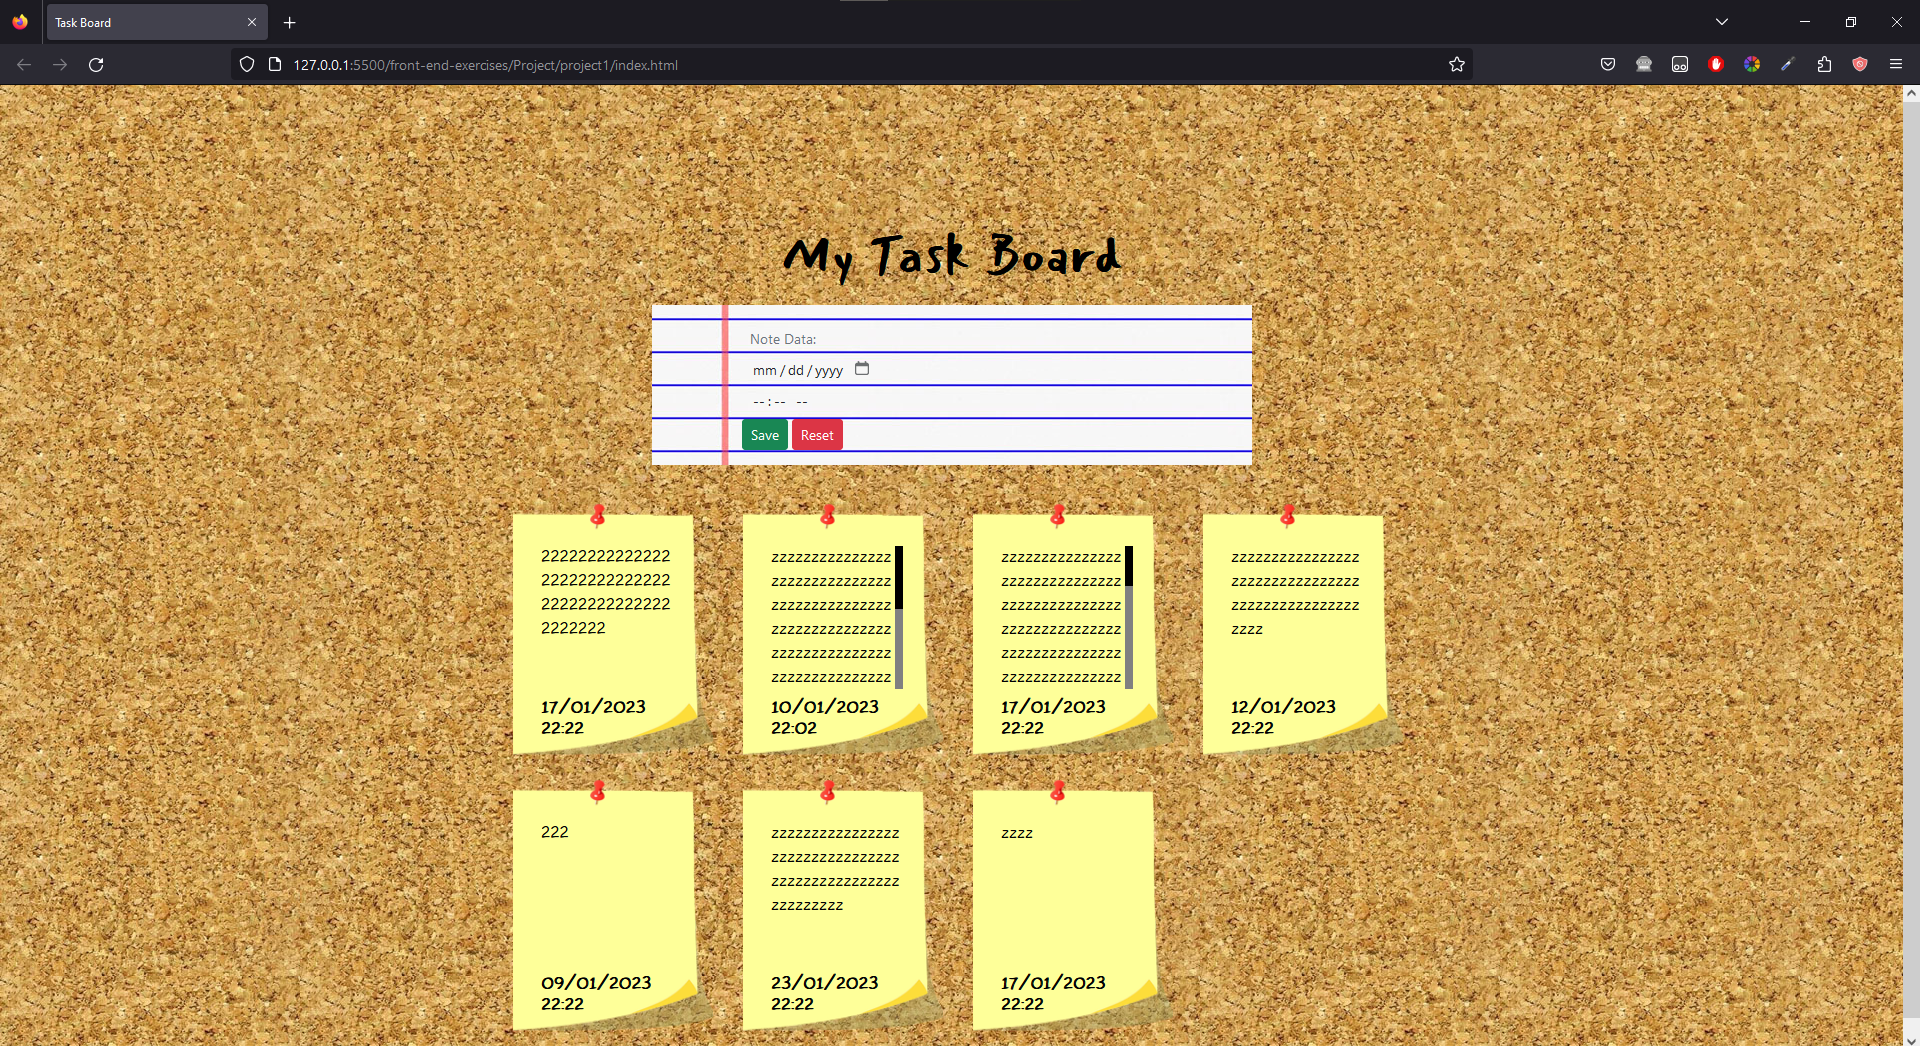 Task Board
127.0.0.1:5500/front-end-exercises/Project/project1/index.html
My Task Board
Note Data:
mm / dd / yyyy
--:-- --
Save Reset
22222222222222
22222222222222
22222222222222
2222222
17/01/2023
22:22
zzzzzzzzzzzzzzz
zzzzzzzzzzzzzzz
zzzzzzzzzzzzzzz
zzzzzzzzzzzzzzz
zzzzzzzzzzzzzzz
zzzzzzzzzzzzzzz
10/01/2023
22:02
zzzzzzzzzzzzzzz
zzzzzzzzzzzzzzz
zzzzzzzzzzzzzzz
zzzzzzzzzzzzzzz
zzzzzzzzzzzzzzz
zzzzzzzzzzzzzzz
17/01/2023
22:22
zzzzzzzzzzzzzzzz
zzzzzzzzzzzzzzzz
zzzzzzzzzzzzzzzz
zzzz
12/01/2023
22:22
222
09/01/2023
22:22
zzzzzzzzzzzzzzzz
zzzzzzzzzzzzzzzz
zzzzzzzzzzzzzzzz
zzzzzzzzz
23/01/2023
22:22
zzzz
17/01/2023
22:22